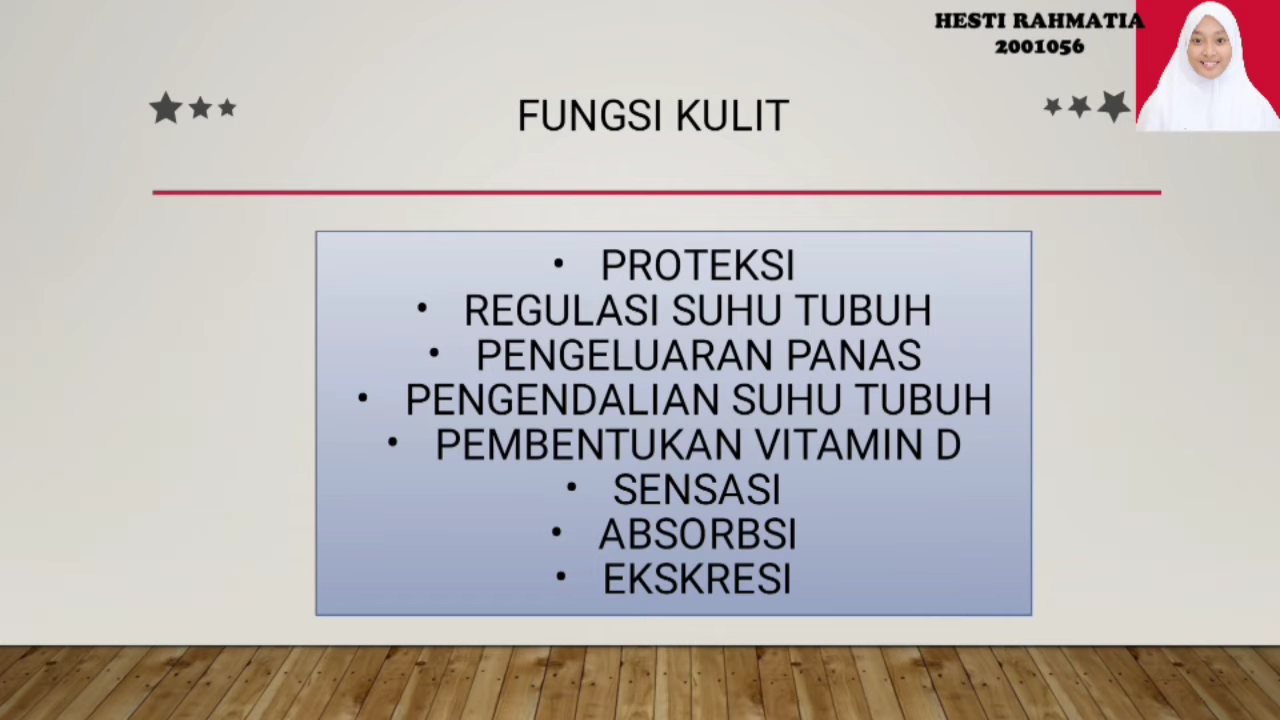 HESTI RAHMATIA
2001056
FUNGSI KULIT
• PROTEKSI
• REGULASI SUHU TUBUH
• PENGELUARAN PANAS
• PENGENDALIAN SUHU TUBUH
• PEMBENTUKAN VITAMIN D
• SENSASI
• ABSORBSI
• EKSKRESI